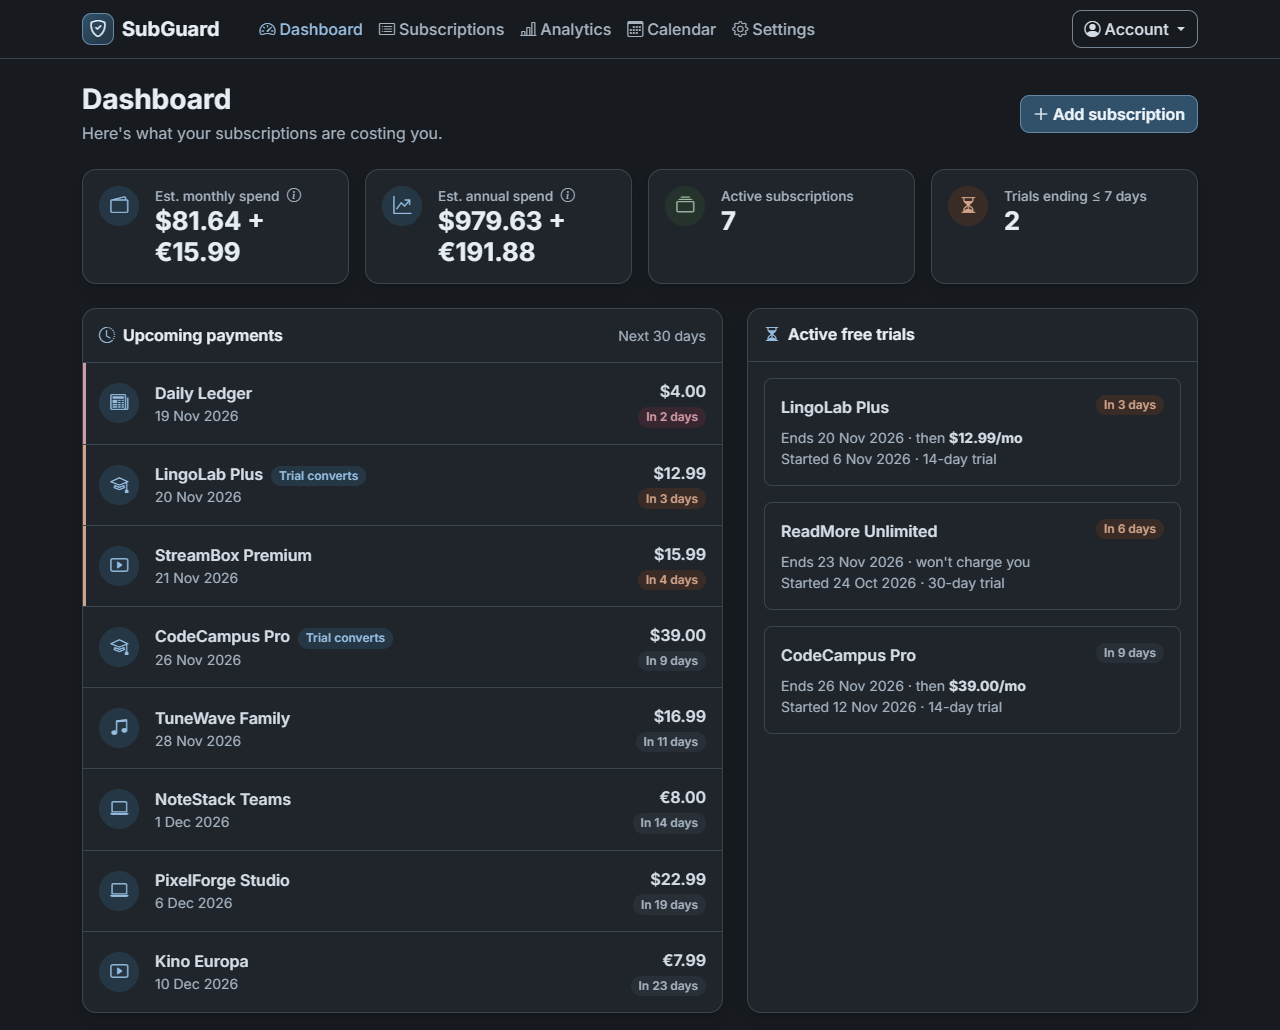 SubGuard
Dashboard
Subscriptions
Analytics
Calendar
Settings
Account
Dashboard
Here's what your subscriptions are costing you.
+ Add subscription
Est. monthly spend
$81.64 +
€15.99
Est. annual spend
$979.63 +
€191.88
Active subscriptions
7
Trials ending ≤ 7 days
2
Upcoming payments
Next 30 days
Daily Ledger
19 Nov 2026
$4.00
In 2 days
LingoLab Plus Trial converts
20 Nov 2026
$12.99
In 3 days
StreamBox Premium
21 Nov 2026
$15.99
In 4 days
CodeCampus Pro Trial converts
26 Nov 2026
$39.00
In 9 days
TuneWave Family
28 Nov 2026
$16.99
In 11 days
NoteStack Teams
1 Dec 2026
€8.00
In 14 days
PixelForge Studio
6 Dec 2026
$22.99
In 19 days
Kino Europa
10 Dec 2026
€7.99
In 23 days
Active free trials
LingoLab Plus
In 3 days
Ends 20 Nov 2026 · then $12.99/mo
Started 6 Nov 2026 · 14-day trial
ReadMore Unlimited
In 6 days
Ends 23 Nov 2026 · won't charge you
Started 24 Oct 2026 · 30-day trial
CodeCampus Pro
In 9 days
Ends 26 Nov 2026 · then $39.00/mo
Started 12 Nov 2026 · 14-day trial